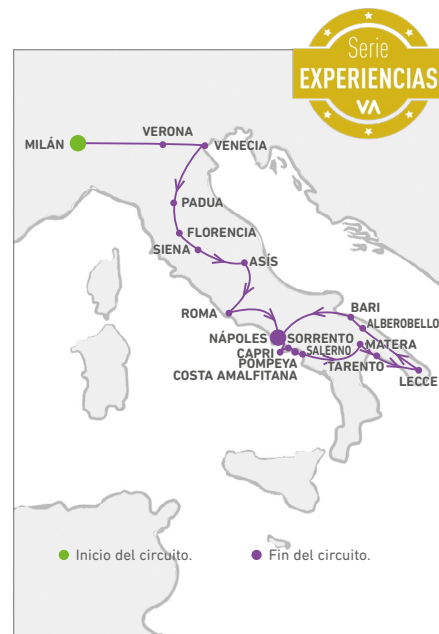 Serie
EXPERIENCIAS
VA
MILÁN
VERONA
VENECIA
PADUA
FLORENCIA
SIENA
ASÍS
ROMA
BARI
ALBEROBELLO
NÁPOLES
SORRENTO
MATERA
CAPRI
SALERNO
POMPEYA
TARENTO
COSTA AMALFITANA
LECCE
Inicio del circuito.
Fin del circuito.